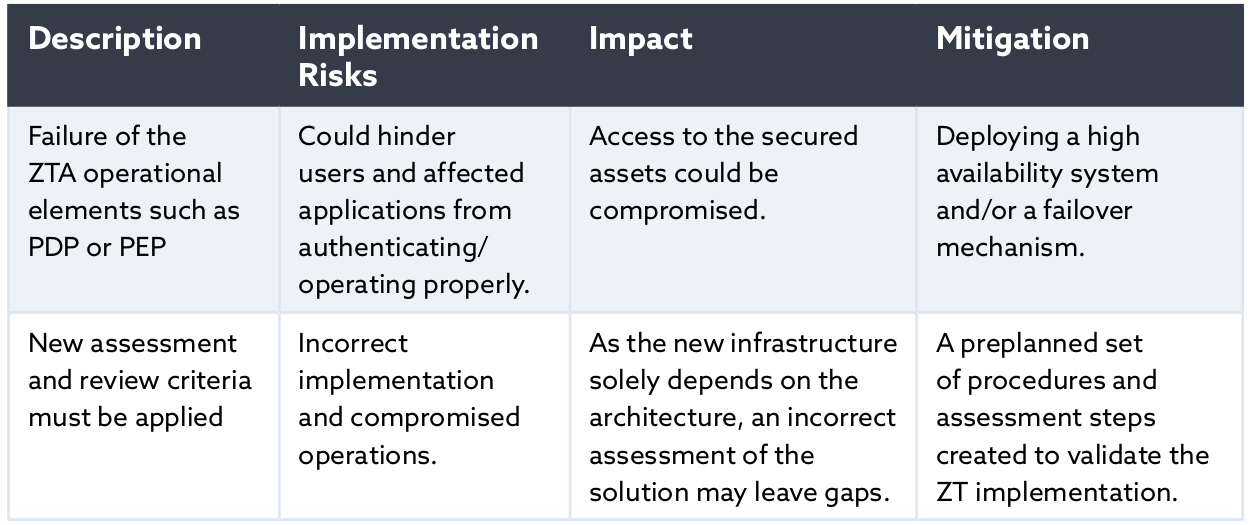 Description
Implementation
Risks
Impact
Mitigation
Failure of the
ZTA operational
elements such as
PDP or PEP
Could hinder
users and affected
applications from
authenticating/
operating properly.
Access to the secured
assets could be
compromised.
Deploying a high
availability system
and/or a failover
mechanism.
New assessment
and review criteria
must be applied
Incorrect
implementation
and compromised
operations.
As the new infrastructure
solely depends on the
architecture, an incorrect
assessment of the
solution may leave gaps.
A preplanned set
of procedures and
assessment steps
created to validate the
ZT implementation.